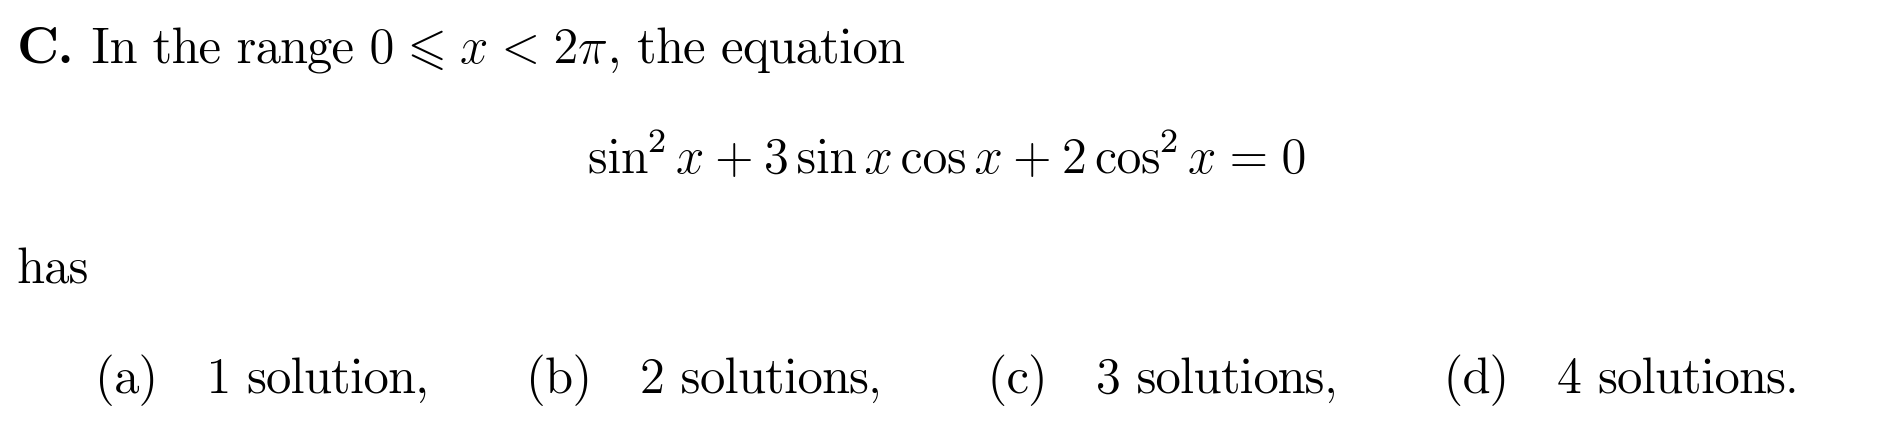 C. In the range 0 ⩽ x < 2π, the equation
sin² x + 3 sin x cos x + 2 cos² x = 0
has
(a) 1 solution, (b) 2 solutions, (c) 3 solutions, (d) 4 solutions.